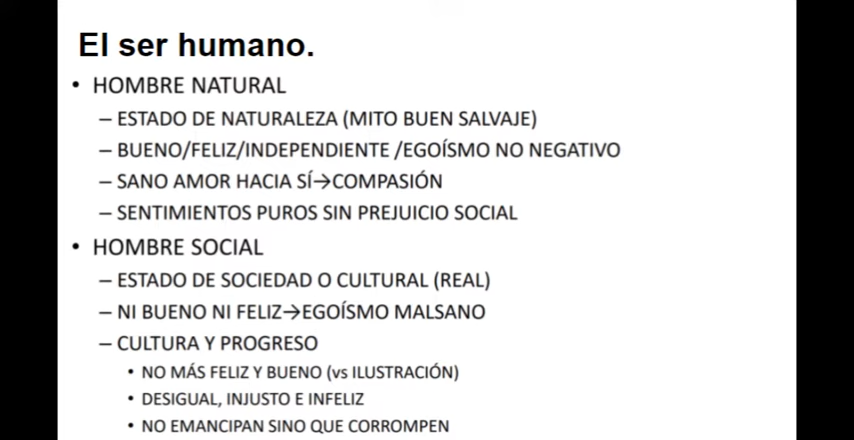 El ser humano.
• HOMBRE NATURAL
– ESTADO DE NATURALEZA (MITO BUEN SALVAJE)
– BUENO/FELIZ/INDEPENDIENTE /EGOÍSMO NO NEGATIVO
– SANO AMOR HACIA SÍ→COMPASIÓN
– SENTIMIENTOS PUROS SIN PREJUICIO SOCIAL
• HOMBRE SOCIAL
– ESTADO DE SOCIEDAD O CULTURAL (REAL)
– NI BUENO NI FELIZ→EGOÍSMO MALSANO
– CULTURA Y PROGRESO
• NO MÁS FELIZ Y BUENO (vs ILUSTRACIÓN)
• DESIGUAL, INJUSTO E INFELIZ
• NO EMANCIPAN SINO QUE CORROMPEN